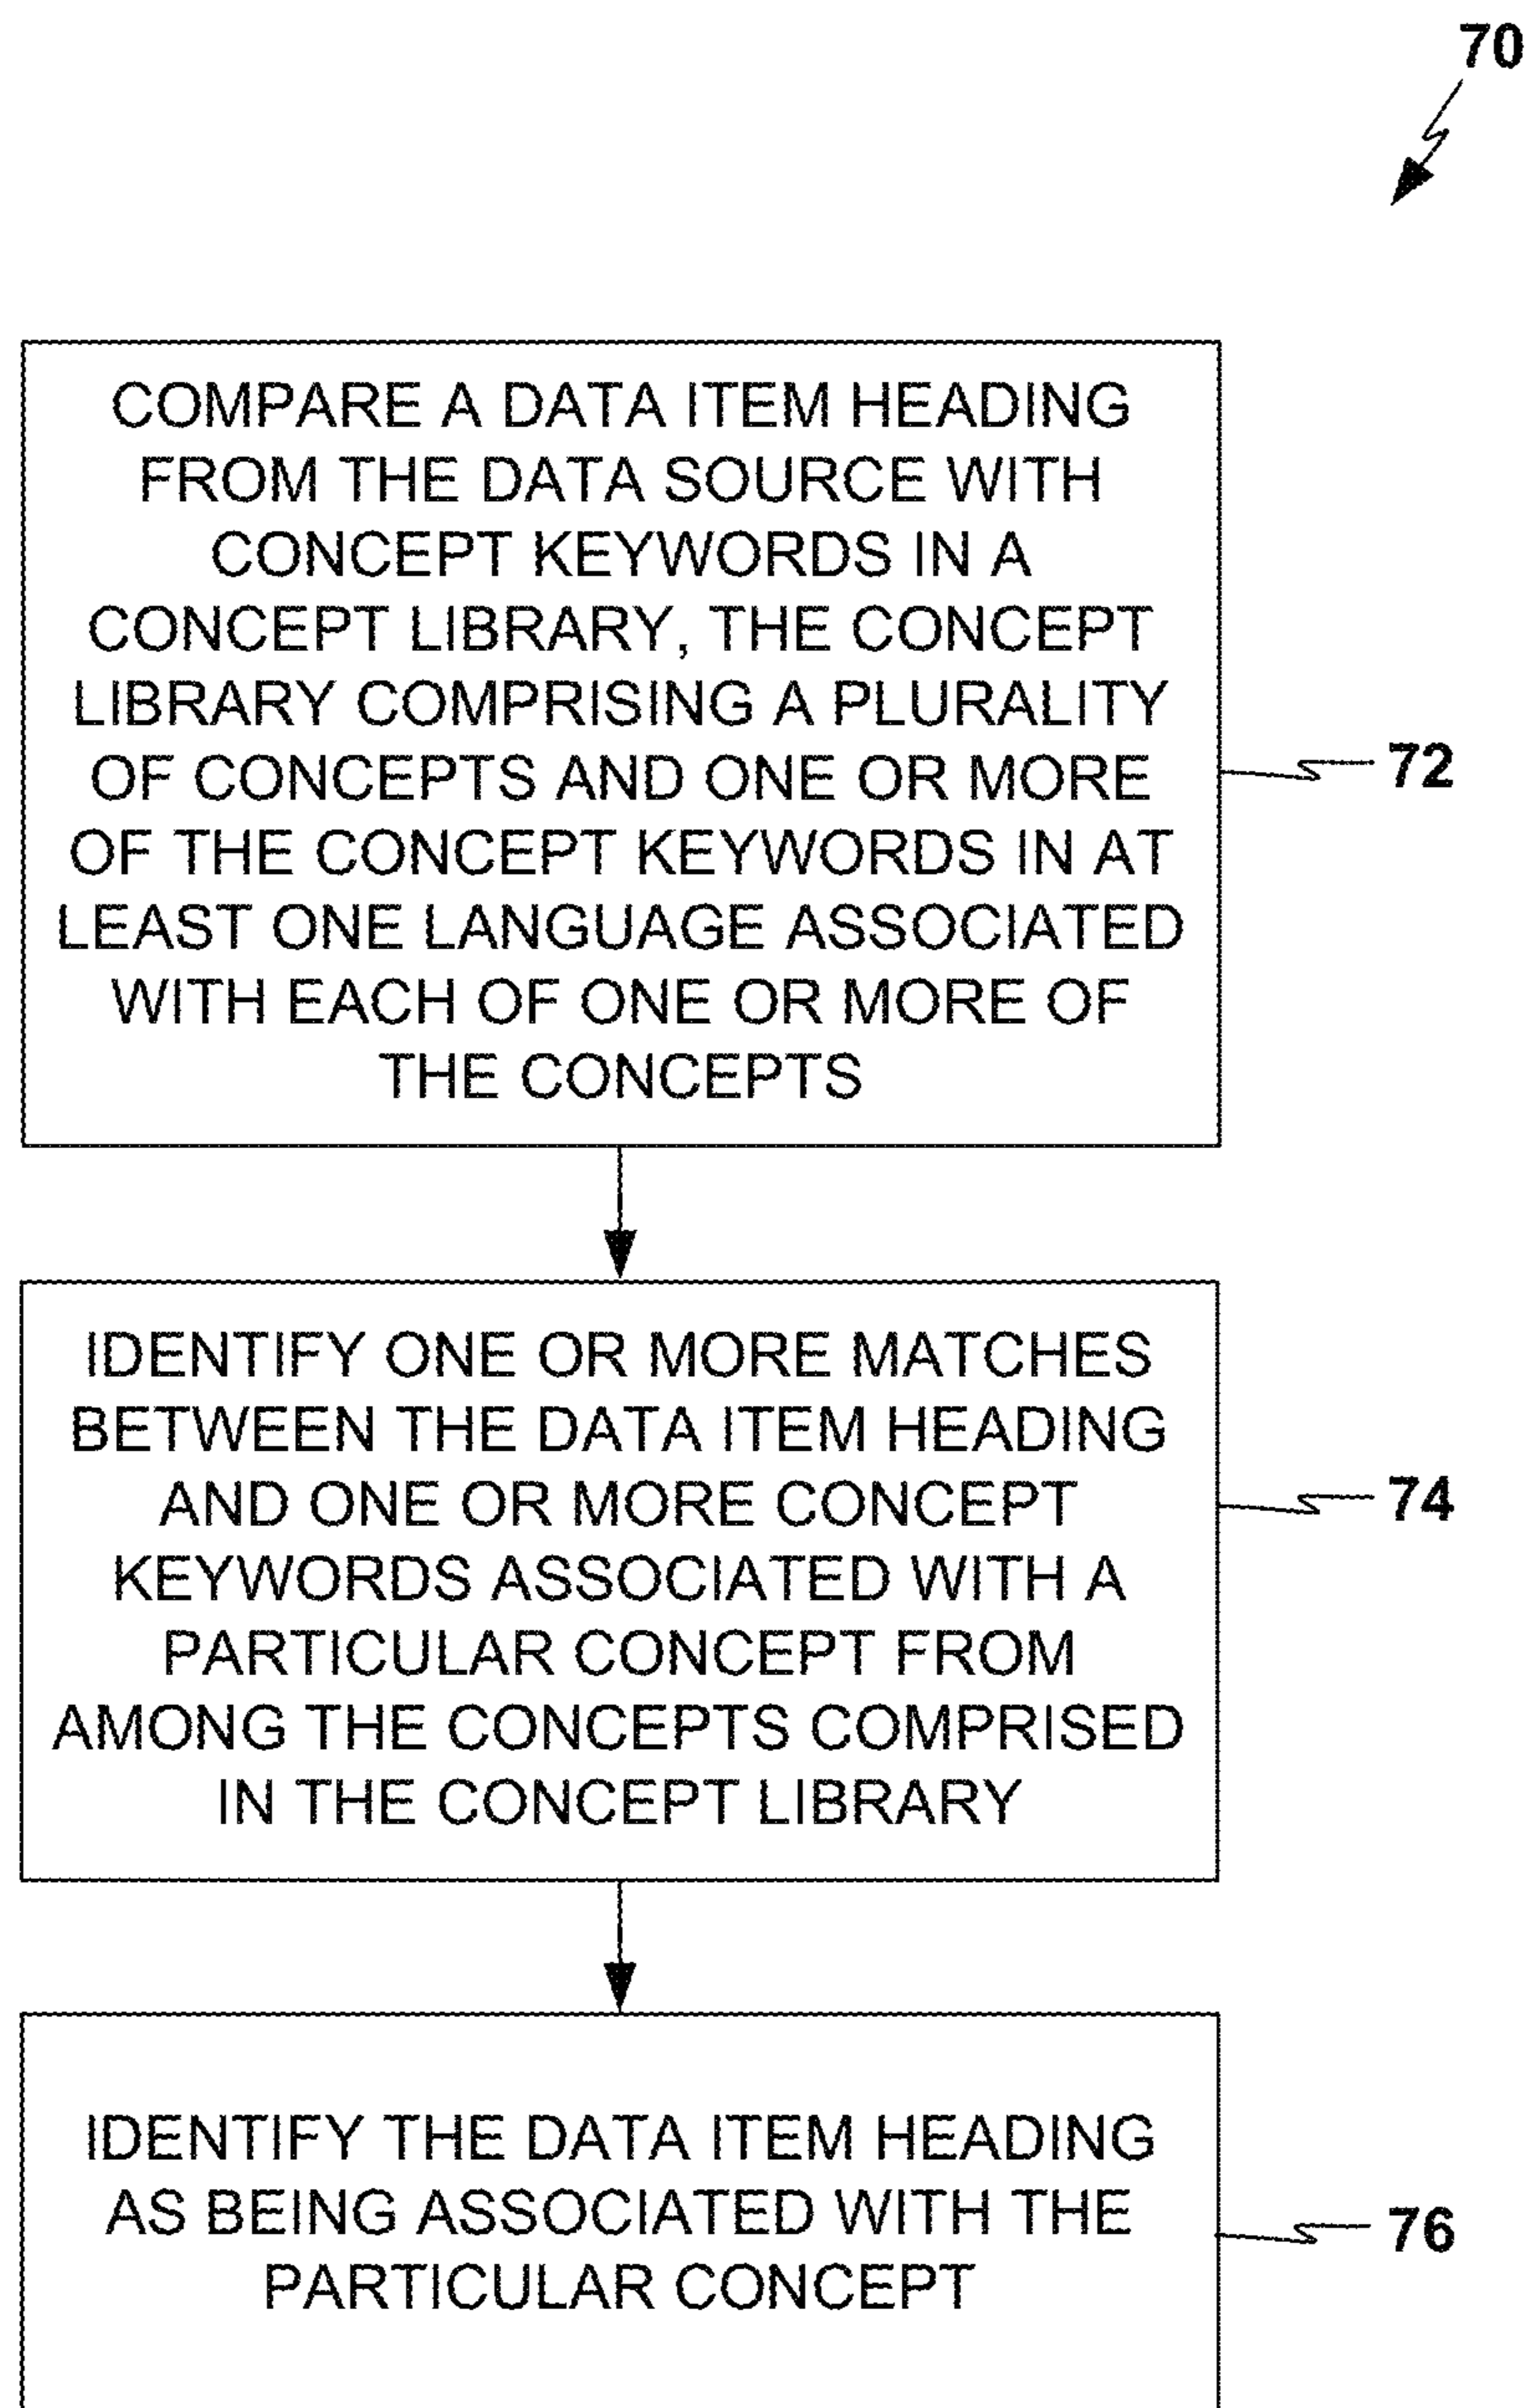 70
COMPARE A DATA ITEM HEADING
FROM THE DATA SOURCE WITH
CONCEPT KEYWORDS IN A
CONCEPT LIBRARY, THE CONCEPT
LIBRARY COMPRISING A PLURALITY
OF CONCEPTS AND ONE OR MORE
OF THE CONCEPT KEYWORDS IN AT
LEAST ONE LANGUAGE ASSOCIATED
WITH EACH OF ONE OR MORE OF
THE CONCEPTS
72
IDENTIFY ONE OR MORE MATCHES
BETWEEN THE DATA ITEM HEADING
AND ONE OR MORE CONCEPT
KEYWORDS ASSOCIATED WITH A
PARTICULAR CONCEPT FROM
AMONG THE CONCEPTS COMPRISED
IN THE CONCEPT LIBRARY
74
IDENTIFY THE DATA ITEM HEADING
AS BEING ASSOCIATED WITH THE
PARTICULAR CONCEPT
76